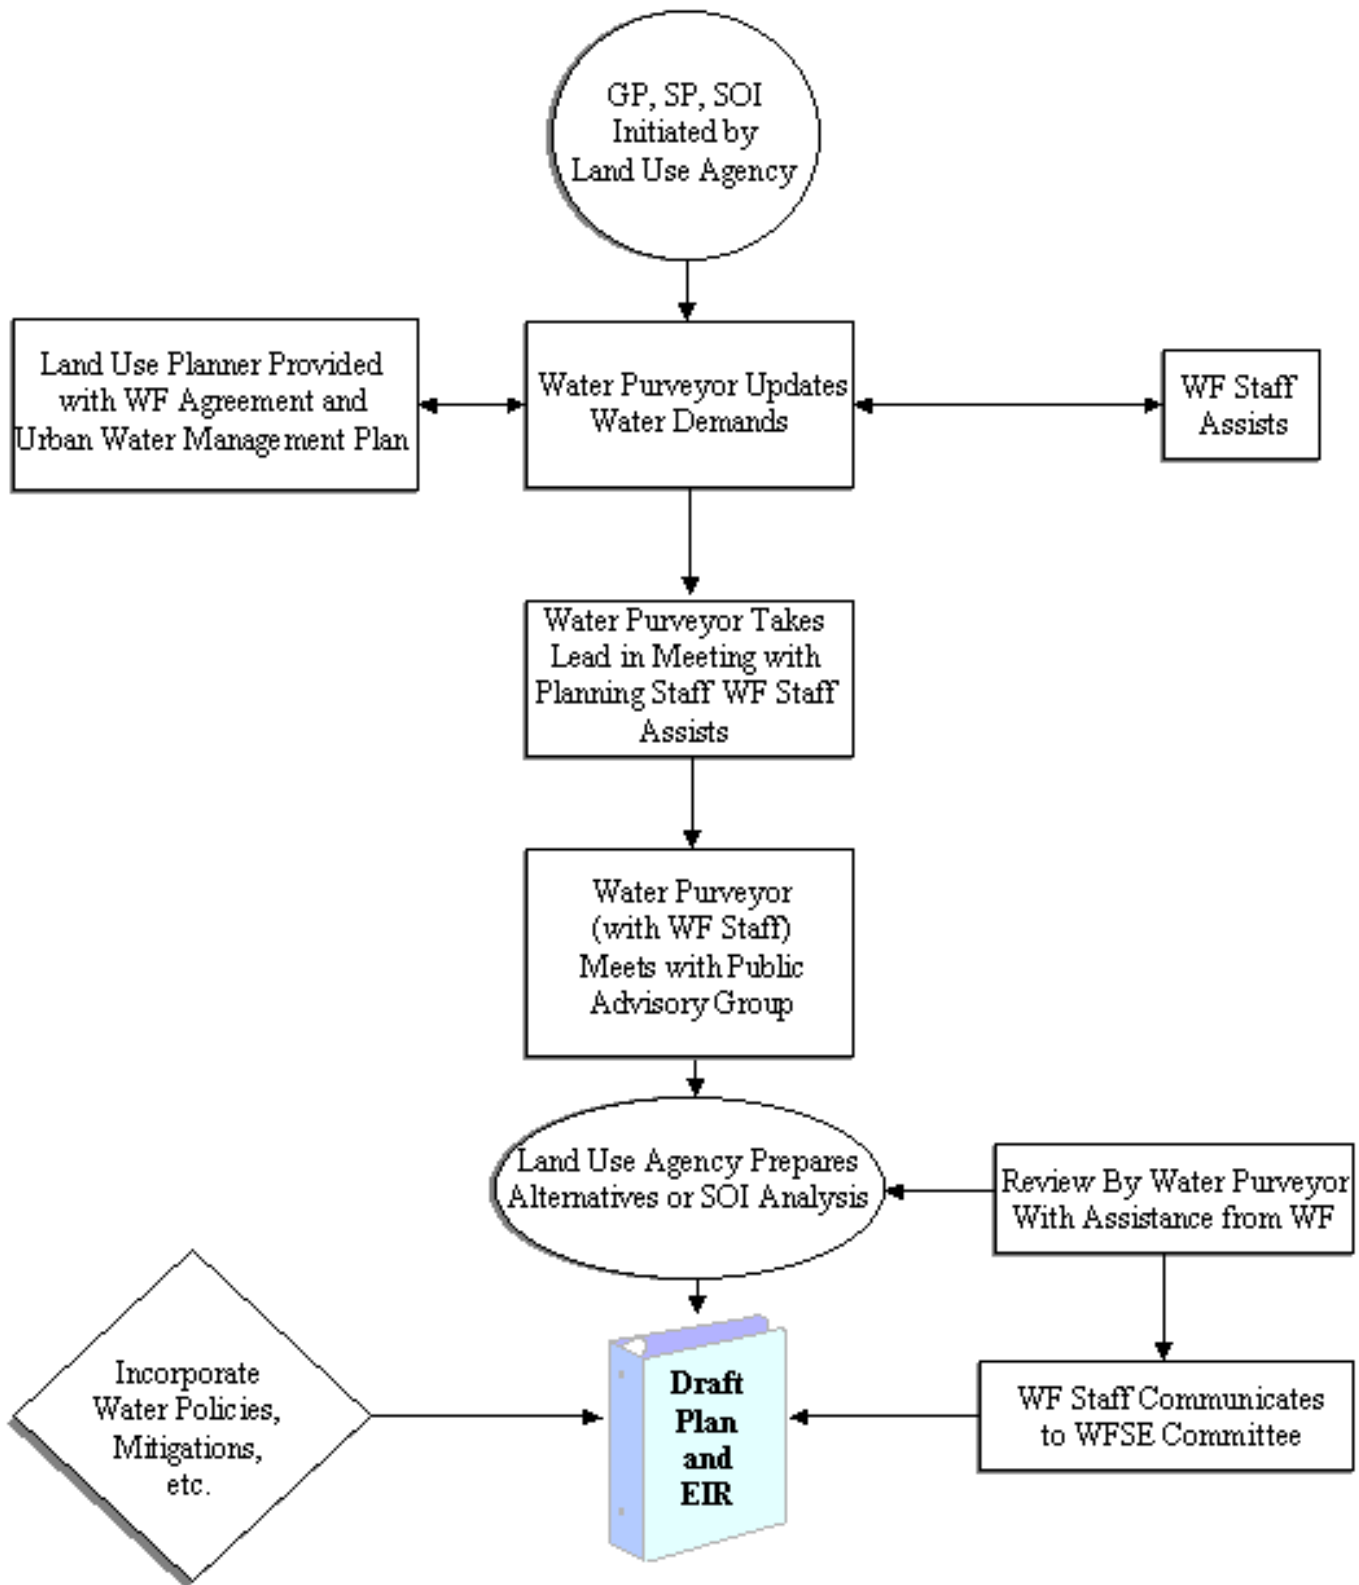 GP, SP, SOI
Initiated by
Land Use Agency
Land Use Planner Provided
with WF Agreement and
Urban Water Management Plan
Water Purveyor Updates
Water Demands
WF Staff
Assists
Water Purveyor Takes
Lead in Meeting with
Planning Staff WF Staff
Assists
Water Purveyor
(with WF Staff)
Meets with Public
Advisory Group
Land Use Agency Prepares
Alternatives or SOI Analysis
Review By Water Purveyor
With Assistance from WF
Incorporate
Water Policies,
Mitigations,
etc.
Draft
Plan
and
EIR
WF Staff Communicates
to WFSE Committee